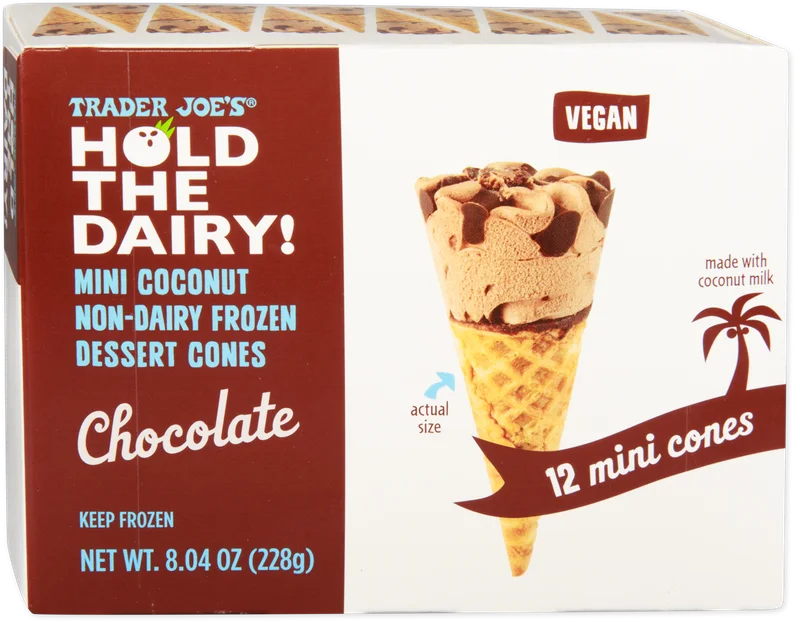 TRADER JOE'S®
HOLD
THE
DAIRY!
MINI COCONUT
NON-DAIRY FROZEN
DESSERT CONES
Chocolate
KEEP FROZEN
NET WT. 8.04 OZ (228g)
VEGAN
made with
coconut milk
actual
size
12 mini cones